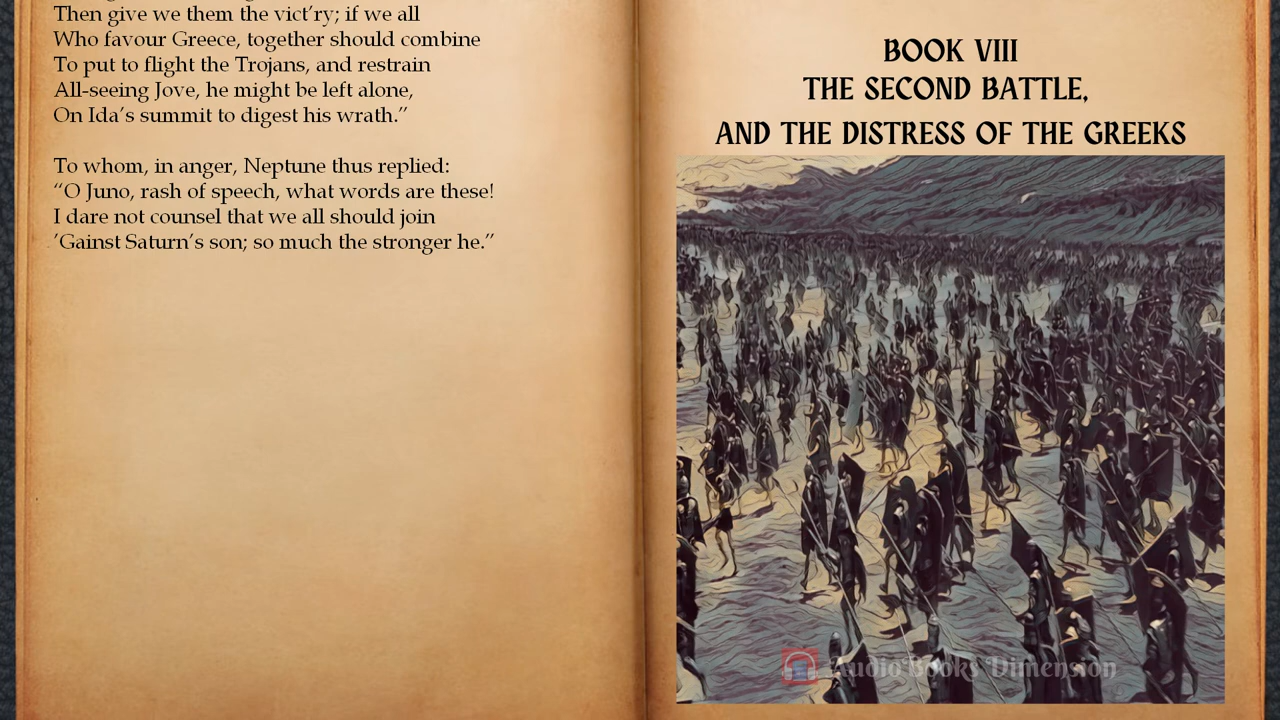 Then give we them the vict’ry; if we all
Who favour Greece, together should combine
To put to flight the Trojans, and restrain
All-seeing Jove, he might be left alone,
On Ida’s summit to digest his wrath.”
To whom, in anger, Neptune thus replied:
“O Juno, rash of speech, what words are these!
I dare not counsel that we all should join
’Gainst Saturn’s son; so much the stronger he.”
BOOK VIII
THE SECOND BATTLE,
AND THE DISTRESS OF THE GREEKS
AudioBooks Dimension